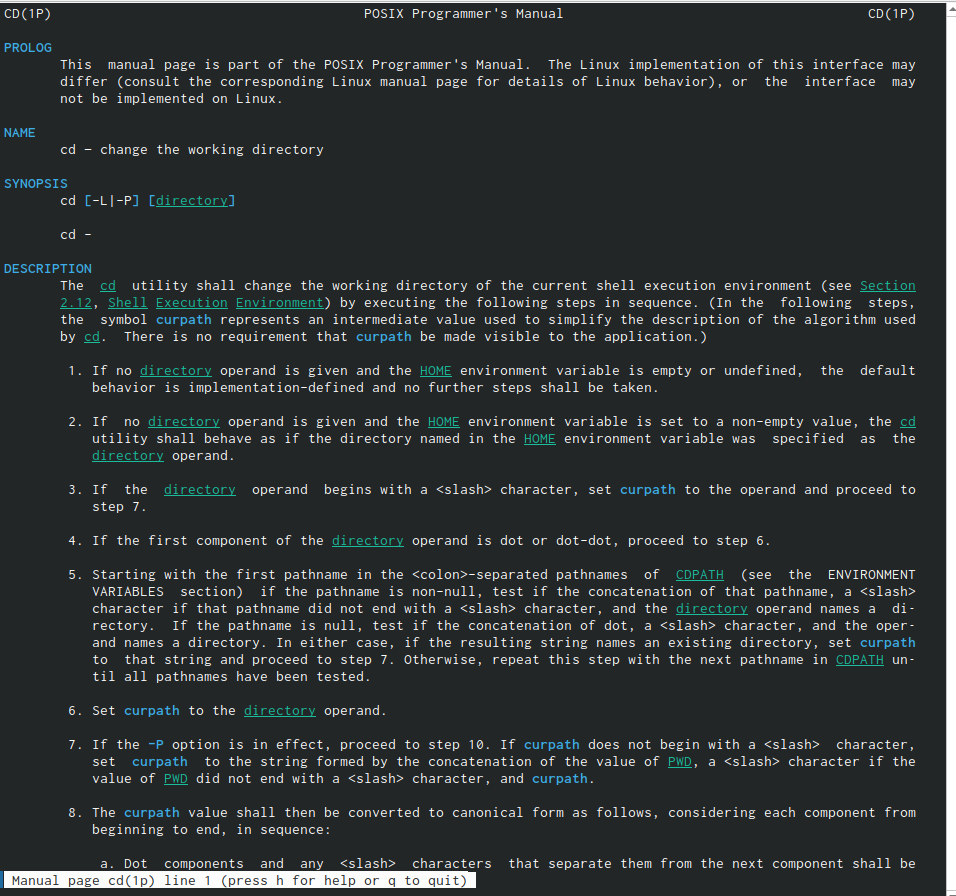 CD(1P) POSIX Programmer's Manual CD(1P)
PROLOG
This manual page is part of the POSIX Programmer's Manual. The Linux implementation of this interface may
differ (consult the corresponding Linux manual page for details of Linux behavior), or the interface may
not be implemented on Linux.
NAME
cd – change the working directory
SYNOPSIS
cd [-L|-P] [directory]
cd -
DESCRIPTION
The cd utility shall change the working directory of the current shell execution environment (see Section
2.12, Shell Execution Environment) by executing the following steps in sequence. (In the following steps,
the symbol curpath represents an intermediate value used to simplify the description of the algorithm used
by cd. There is no requirement that curpath be made visible to the application.)
1. If no directory operand is given and the HOME environment variable is empty or undefined, the default
behavior is implementation-defined and no further steps shall be taken.
2. If no directory operand is given and the HOME environment variable is set to a non-empty value, the cd
utility shall behave as if the directory named in the HOME environment variable was specified as the
directory operand.
3. If the directory operand begins with a <slash> character, set curpath to the operand and proceed to
step 7.
4. If the first component of the directory operand is dot or dot-dot, proceed to step 6.
5. Starting with the first pathname in the <colon>-separated pathnames of CDPATH (see the ENVIRONMENT
VARIABLES section) if the pathname is non-null, test if the concatenation of that pathname, a <slash>
character if that pathname did not end with a <slash> character, and the directory operand names a di-
rectory. If the pathname is null, test if the concatenation of dot, a <slash> character, and the oper-
and names a directory. In either case, if the resulting string names an existing directory, set curpath
to that string and proceed to step 7. Otherwise, repeat this step with the next pathname in CDPATH un-
til all pathnames have been tested.
6. Set curpath to the directory operand.
7. If the -P option is in effect, proceed to step 10. If curpath does not begin with a <slash> character,
set curpath to the string formed by the concatenation of the value of PWD, a <slash> character if the
value of PWD did not end with a <slash> character, and curpath.
8. The curpath value shall then be converted to canonical form as follows, considering each component from
beginning to end, in sequence:
a. Dot components and any <slash> characters that separate them from the next component shall be
Manual page cd(1p) line 1 (press h for help or q to quit)